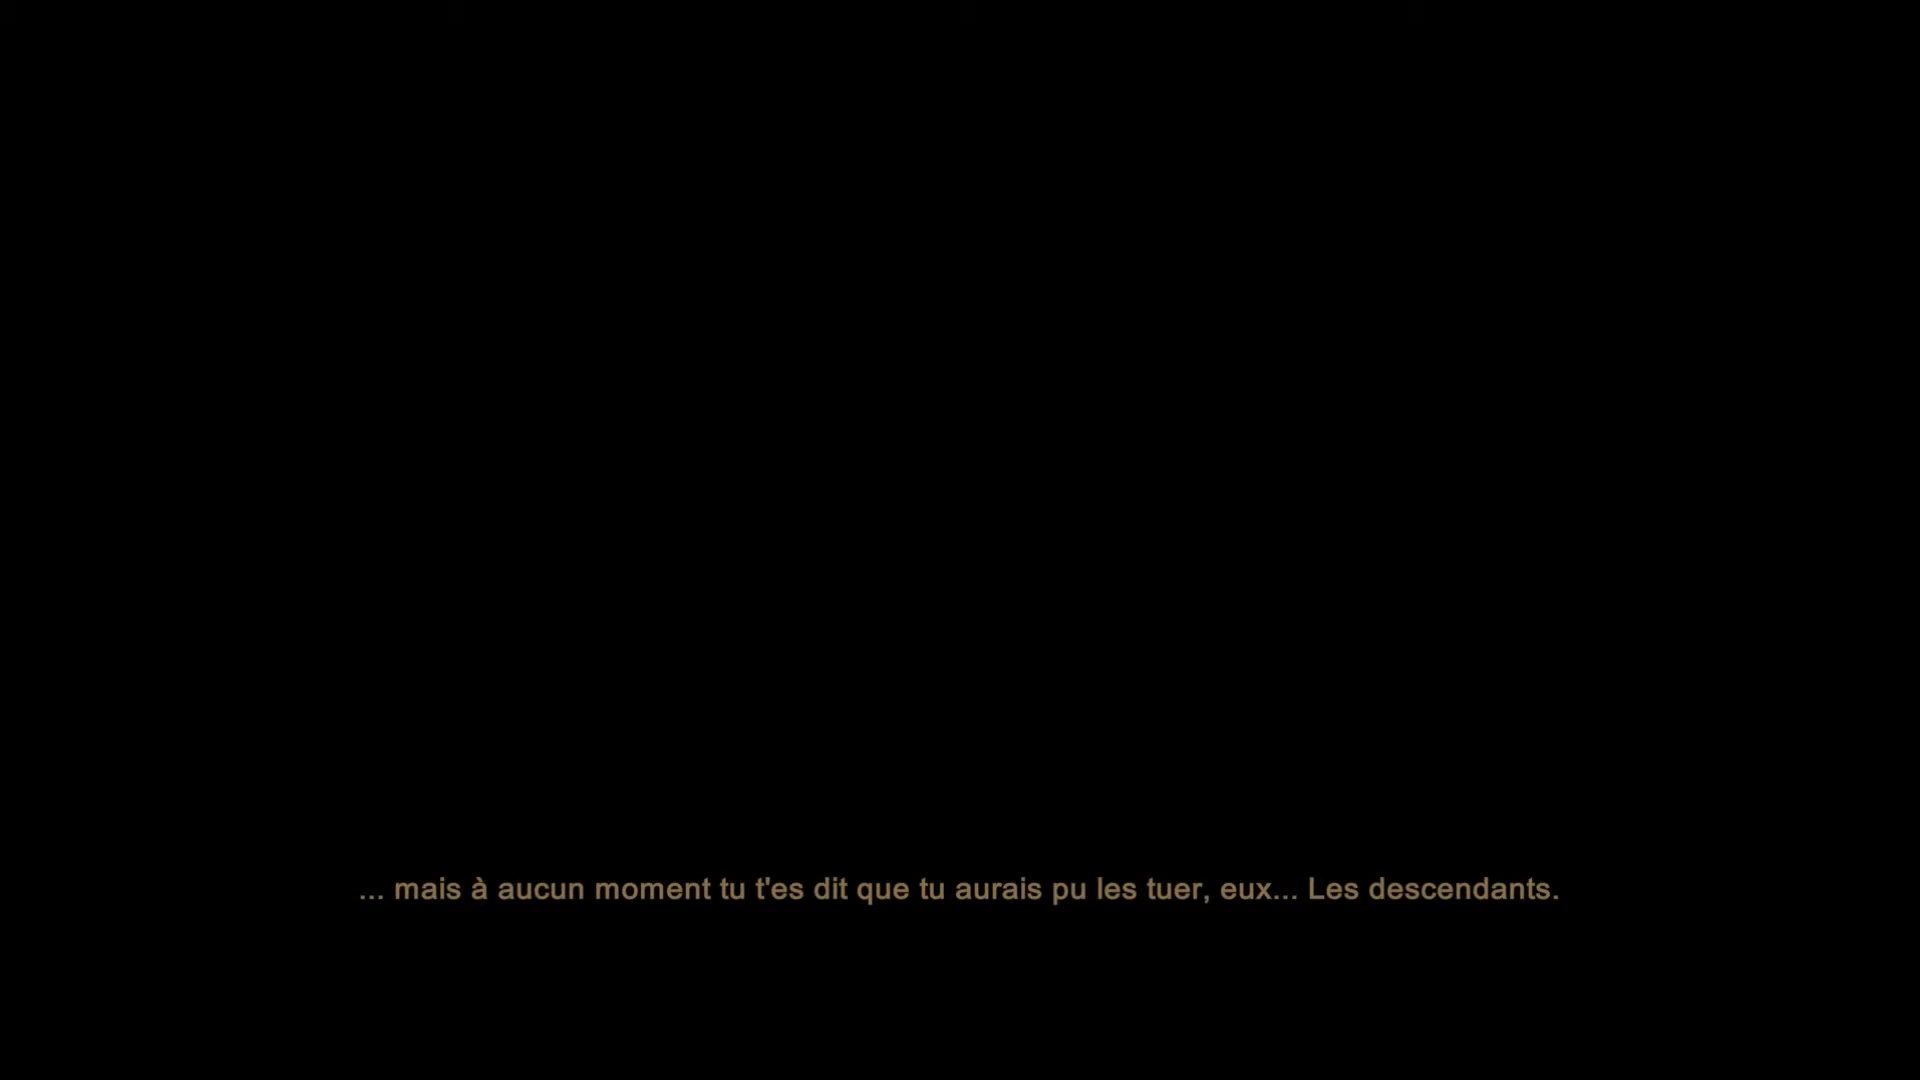 ... mais à aucun moment tu t'es dit que tu aurais pu les tuer, eux... Les descendants.